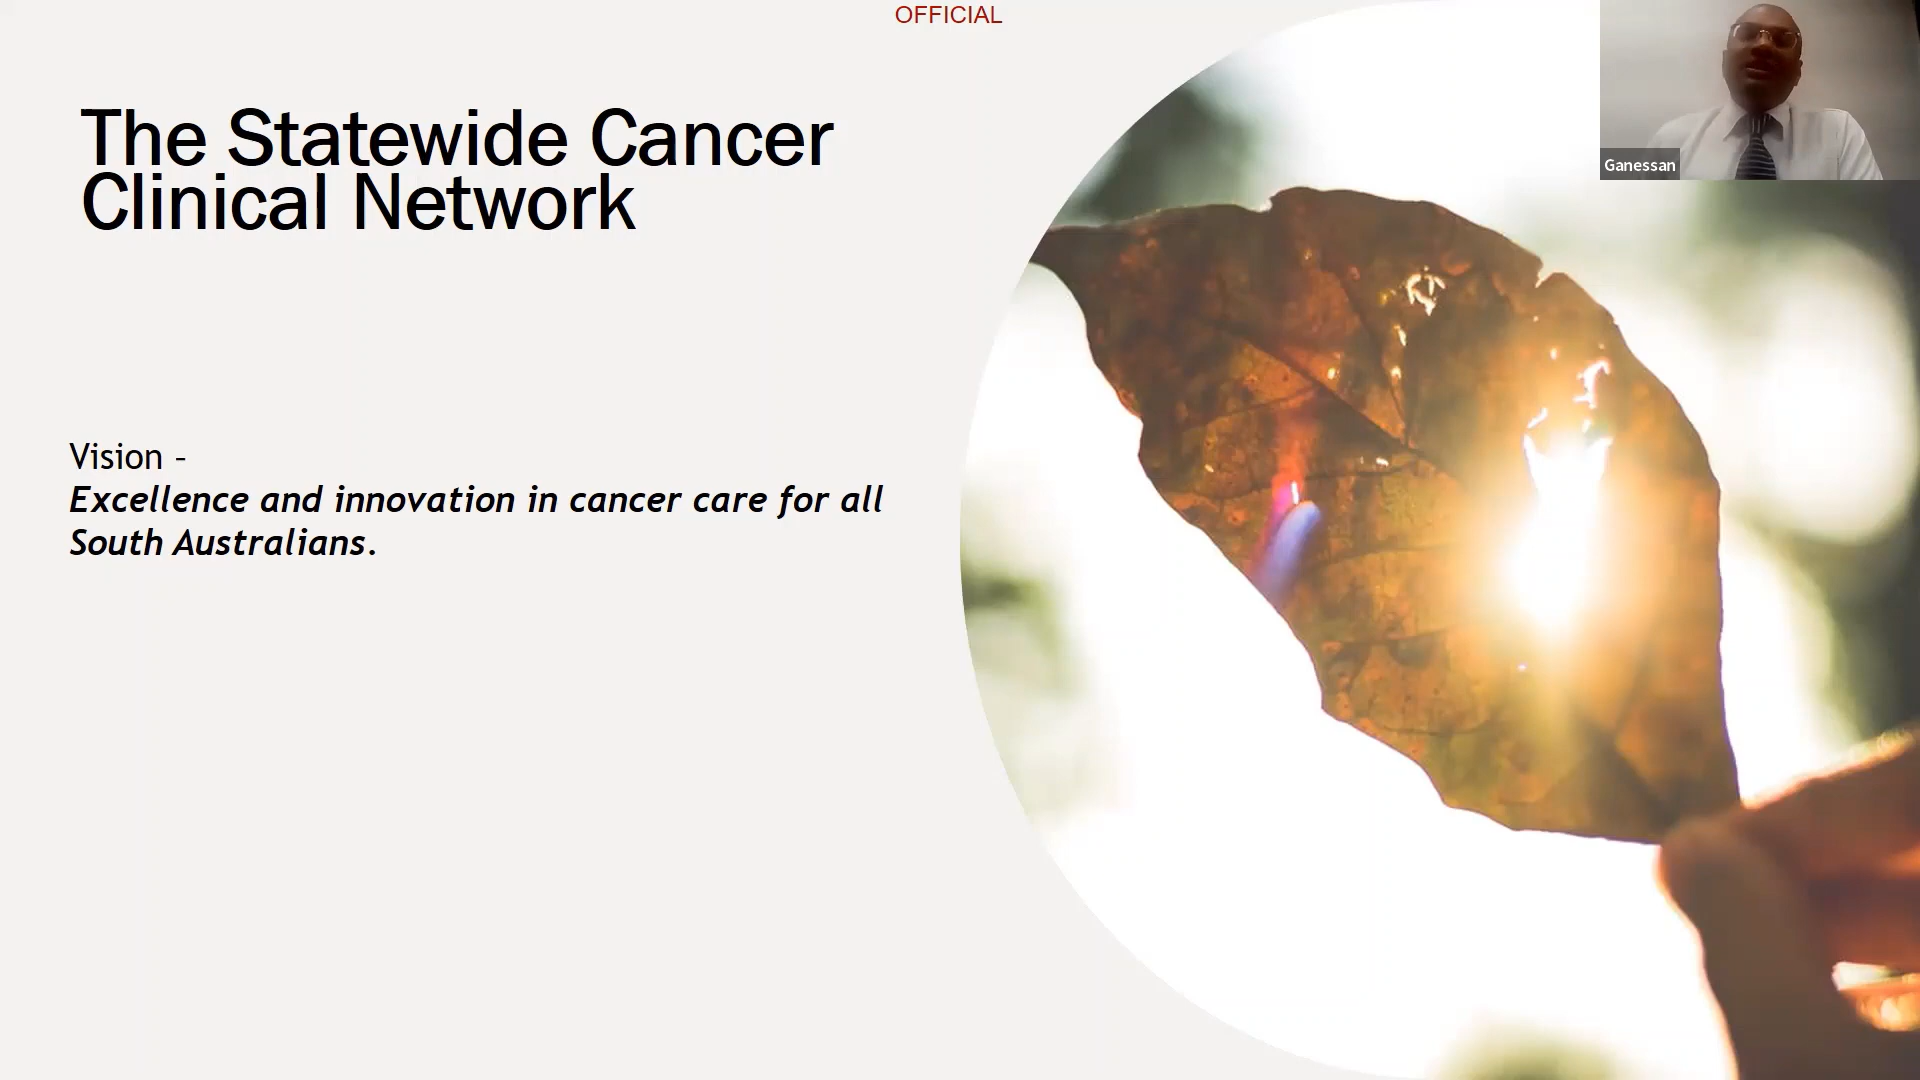 OFFICIAL
The Statewide Cancer
Clinical Network
Ganessan
Vision –
Excellence and innovation in cancer care for all
South Australians.